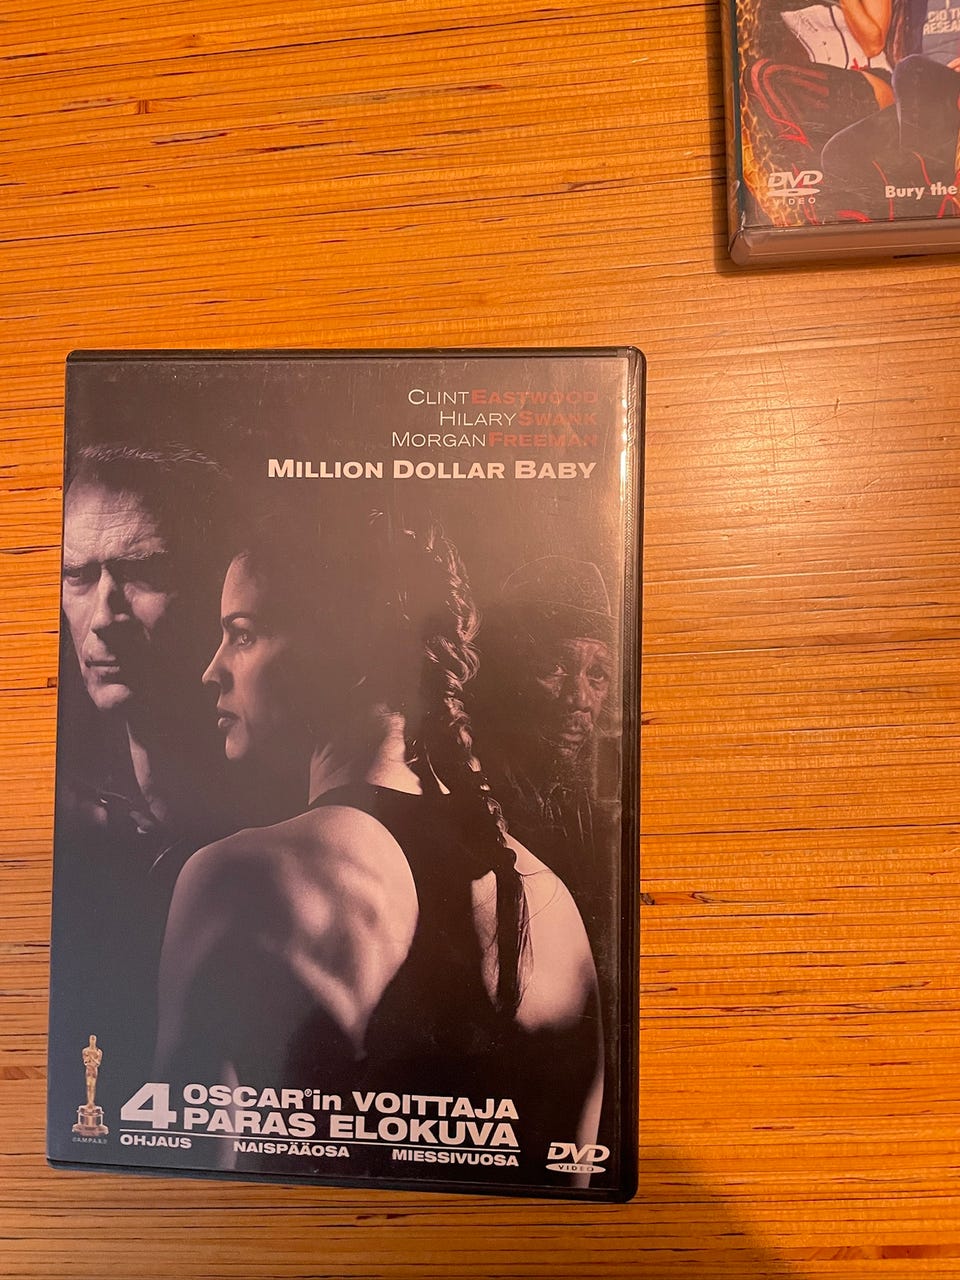 DVD
VIDEO
Bury the
CLINT EASTWOOD
HILARY SWANK
MORGAN FREEMAN
MILLION DOLLAR BABY
©A.M.P.A.S.®
4 OSCAR®in VOITTAJA
PARAS ELOKUVA
OHJAUS NAISPÄÄOSA MIESSIVUOSA
DVD
VIDEO